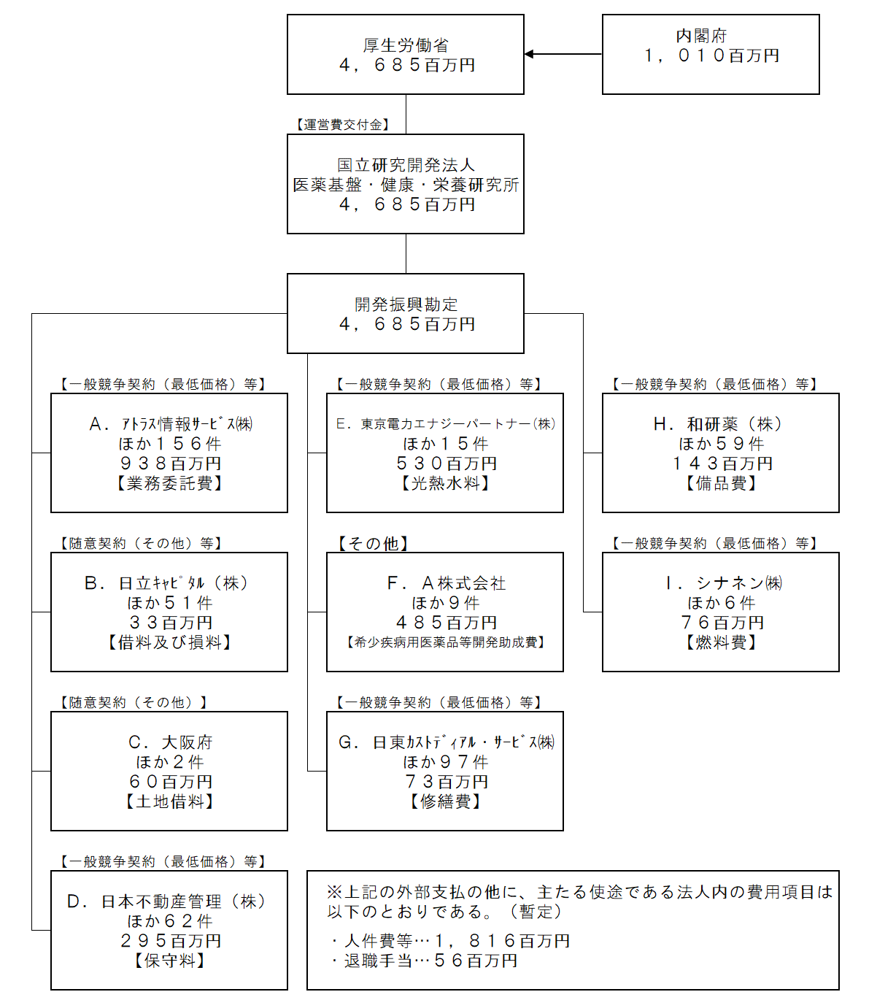 厚生労働省
４，６８５百万円
内閣府
１，０１０百万円
【運営費交付金】
国立研究開発法人
医薬基盤・健康・栄養研究所
４，６８５百万円
開発振興勘定
４，６８５百万円
【一般競争契約（最低価格）等】
Ａ．ｱﾄﾗｽ情報ｻｰﾋﾞｽ㈱
ほか１５６件
９３８百万円
【業務委託費】
【随意契約（その他）等】
Ｂ．日立ｷｬﾋﾟﾀﾙ（株）
ほか５１件
３３百万円
【借料及び損料】
【随意契約（その他）】
Ｃ．大阪府
ほか２件
６０百万円
【土地借料】
【一般競争契約（最低価格）等】
Ｄ．日本不動産管理（株）
ほか６２件
２９５百万円
【保守料】
【一般競争契約（最低価格）等】
Ｅ．東京電力エナジーパートナー（株）
ほか１５件
５３０百万円
【光熱水料】
【その他】
Ｆ．Ａ株式会社
ほか９件
４８５百万円
【希少疾病用医薬品等開発助成費】
【一般競争契約（最低価格）等】
Ｇ．日東ｶｽﾄﾃﾞｨｱﾙ・ｻｰﾋﾞｽ㈱
ほか９７件
７３百万円
【修繕費】
【一般競争契約（最低価格）等】
Ｈ．和研薬（株）
ほか５９件
１４３百万円
【備品費】
【一般競争契約（最低価格）等】
Ｉ．シナネン㈱
ほか６件
７６百万円
【燃料費】
※上記の外部支払の他に、主たる使途である法人内の費用項目は
以下のとおりである。（暫定）
・人件費等…１，８１６百万円
・退職手当…５６百万円